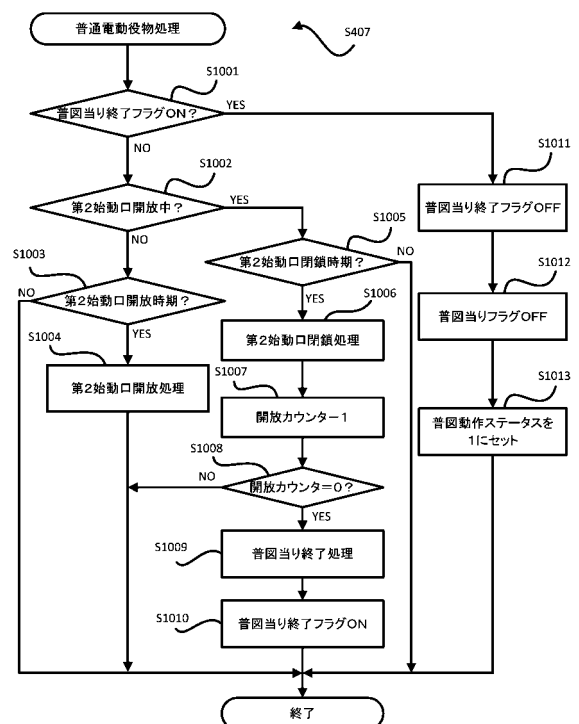 普通電動役物処理
S407
S1001
普図当り終了フラグON？
YES
NO
S1002
第2始動口開放中？
YES
NO
S1003
NO
第2始動口開放時期？
YES
S1004
第2始動口開放処理
S1005
第2始動口閉鎖時期？
NO
YES
S1006
第2始動口閉鎖処理
S1007
開放カウンター1
S1008
開放カウンタ＝0？
NO
YES
S1009
普図当り終了処理
S1010
普図当り終了フラグON
S1011
普図当り終了フラグOFF
S1012
普図当りフラグOFF
S1013
普図動作ステータスを
1にセット
終了